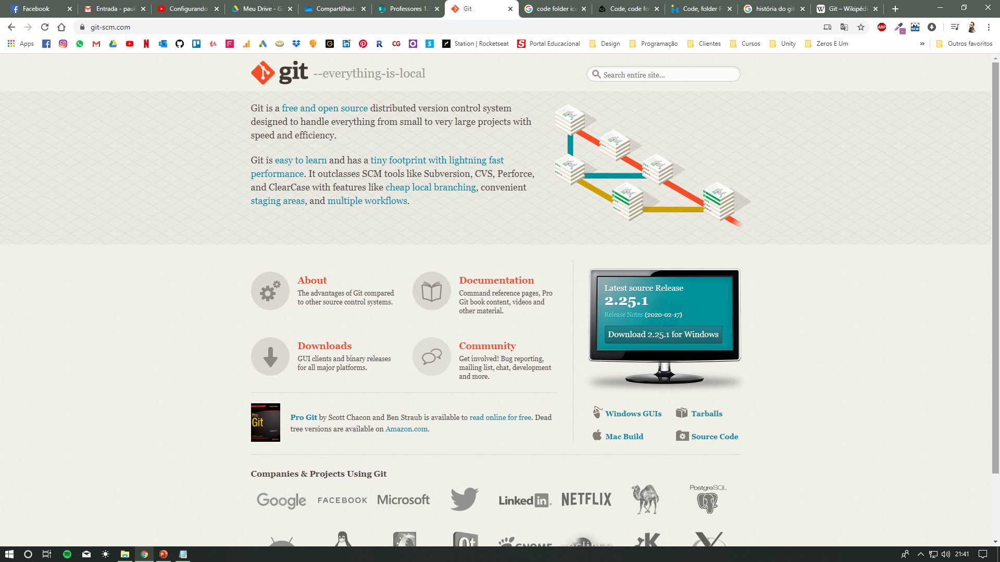 Facebook
Entrada - paul
Configurando
Meu Drive - G
Compartilhad
Professores 1.
Git
code folder ico
Code, code fo
Code, folder F
história do git
Git – Wikipédi
git-scm.com
ABP
NEW
Apps
Station | Rocketseat
Portal Educacional
Design
Programação
Clientes
Cursos
Unity
Zeros E Um
»
Outros favoritos
git --everything-is-local
Search entire site...
Git is a free and open source distributed version control system
designed to handle everything from small to very large projects with
speed and efficiency.
Git is easy to learn and has a tiny footprint with lightning fast
performance. It outclasses SCM tools like Subversion, CVS, Perforce,
and ClearCase with features like cheap local branching, convenient
staging areas, and multiple workflows.
About
The advantages of Git compared
to other source control systems.
Documentation
Command reference pages, Pro
Git book content, videos and
other material.
Downloads
GUI clients and binary releases
for all major platforms.
Community
Get involved! Bug reporting,
mailing list, chat, development
and more.
Latest source Release
2.25.1
Release Notes (2020-02-17)
Download 2.25.1 for Windows
Windows GUIs
Tarballs
Mac Build
Source Code
Pro
Git
Pro Git by Scott Chacon and Ben Straub is available to read online for free. Dead
tree versions are available on Amazon.com.
Companies & Projects Using Git
Google
FACEBOOK
Microsoft
Linked in
NETFLIX
PostgreSQL
Qt
GNOME
eclipse
21:41